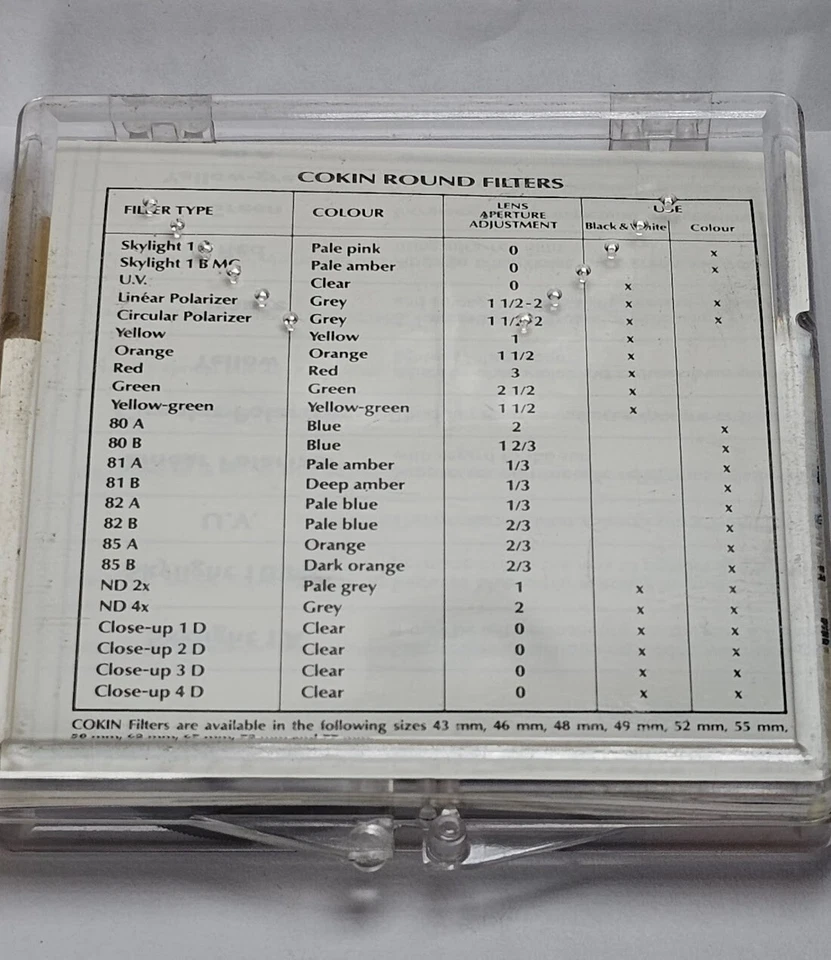 COKIN ROUND FILTERS
FILTER TYPE COLOUR LENS APERTURE ADJUSTMENT USE
Black & White Colour
Skylight 1 Pale pink 0 x
Skylight 1 B MC Pale amber 0 x
U.V. Clear 0 x
Linéar Polarizer Grey 1 1/2-2 x x
Circular Polarizer Grey 1 1/2-2 x x
Yellow Yellow 1 x
Orange Orange 1 1/2 x
Red Red 3 x
Green Green 2 1/2 x
Yellow-green Yellow-green 1 1/2 x
80 A Blue 2 x
80 B Blue 1 2/3 x
81 A Pale amber 1/3 x
81 B Deep amber 1/3 x
82 A Pale blue 1/3 x
82 B Pale blue 2/3 x
85 A Orange 2/3 x
85 B Dark orange 2/3 x
ND 2x Pale grey 1 x x
ND 4x Grey 2 x x
Close-up 1 D Clear 0 x x
Close-up 2 D Clear 0 x x
Close-up 3 D Clear 0 x x
Close-up 4 D Clear 0 x x
COKIN Filters are available in the following sizes 43 mm, 46 mm, 48 mm, 49 mm, 52 mm, 55 mm,